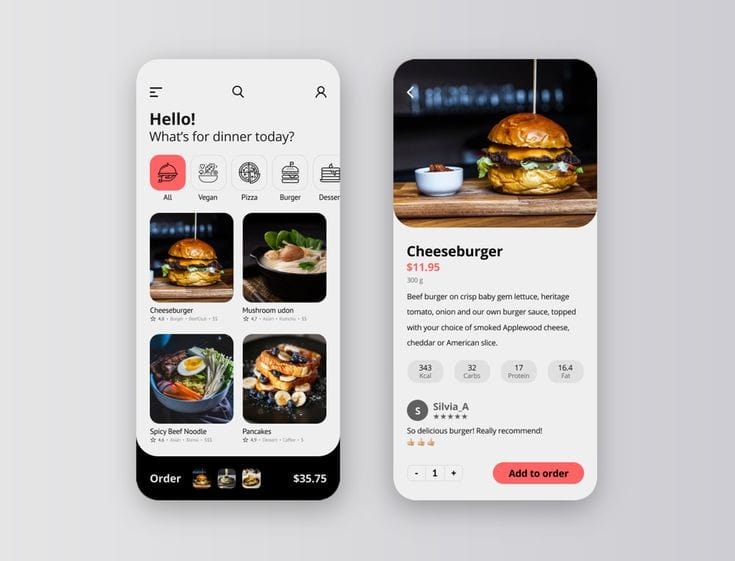 Hello!
What's for dinner today?
All
Vegan
Pizza
Burger
Desser
Cheeseburger
4,8 • Burger • BeefClub • $$
Mushroom udon
4,7 • Asian • • $$
Spicy Beef Noodle
4,6 • Asian • • $$$
Pancakes
4,9 • Dessert • Coffee • $
Order
$35.75
Cheeseburger
$11.95
300 g
Beef burger on crisp baby gem lettuce, heritage
tomato, onion and our own burger sauce, topped
with your choice of smoked Applewood cheese,
cheddar or American slice.
343
Kcal
32
Carbs
17
Protein
16.4
Fat
S
Silvia_A
★★★★★
So delicious burger! Really recommend!
👍🏼👍🏼👍🏼
- 1 +
Add to order